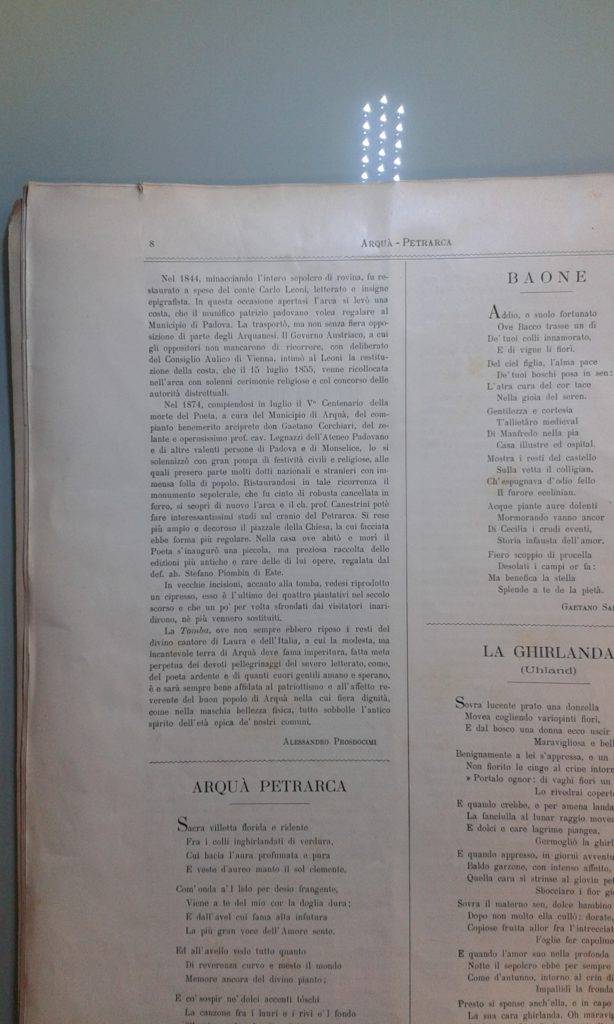 8
ARQUÀ - PETRARCA
Nel 1844, minacciando l'intero sepolcro di rovina, fu re-
staurato a spese del conte Carlo Leoni, letterato e insigne
epigrafista. In questa occasione apertasi l'arca si levò una
costa, che il munifico patrizio padovano volea regalare al
Municipio di Padova. La trasportò, ma non senza fiera oppo-
sizione di parte degli Arquanesi. Il Governo Austriaco, a cui
gli oppositori non mancarono di ricorrere, con deliberato
del Consiglio Aulico di Vienna, intimò al Leoni la restitu-
zione della costa, che il 15 luglio 1855, venne ricollocata
nell'arca con solenni cerimonie religiose e col concorso delle
autorità distrettuali.
Nel 1874, compiendosi in luglio il Vº Centenario della
morte del Poeta, a cura del Municipio di Arquà, del com-
pianto benemerito arciprete don Gaetano Cerchiari, del ze-
lante e operosissimo prof. cav. Legnazzi dell'Ateneo Padovano
e di altre valenti persone di Padova e di Monselice, lo si
solennizzò con gran pompa di festività civili e religiose, alle
quali presero parte molti dotti nazionali e stranieri con im-
mensa folla di popolo. Ristaurandosi in tale ricorrenza il
monumento sepolcrale, che fu cinto di robusta cancellata in
ferro, si scoprì di nuovo l'arca e il ch. prof. Canestrini potè
fare interessantissimi studi sul cranio del Petrarca. Si rese
più ampio e decoroso il piazzale della Chiesa, la cui facciata
ebbe forma più regolare. Nella casa ove abitò e morì il
Poeta s'inaugurò una piccola, ma preziosa raccolta delle
edizioni più antiche e rare delle di lui opere, regalata dal
def. ab. Stefano Piombin di Este.
In vecchie incisioni, accanto alla tomba, vedesi riprodotto
un cipresso, esso è l'ultimo dei quattro piantativi nel secolo
scorso e che un po' per volta sfrondati dai visitatori inari-
dirono, nè più vennero sostituiti.
La Tomba, ove non sempre ebbero riposo i resti del
divino cantore di Laura e dell'Italia, a cui la modesta, ma
incantevole terra di Arquà deve fama imperitura, fatta meta
perpetua dei devoti pellegrinaggi del severo letterato, come,
del poeta ardente e di quanti cuori gentili amano e sperano,
è e sarà sempre bene affidata al patriottismo e all'affetto re-
verente del buon popolo di Arquà nella cui fiera dignità,
come nella maschia bellezza fisica, tutto sobbolle l'antico
spirito dell'età epica de' nostri comuni.
ALESSANDRO PROSDOCIMI
ARQUÀ PETRARCA
Sacra villetta florida e ridente
Fra i colli inghirlandati di verdura,
Cui bacia l'aura profumata e pura
E veste d'aureo manto il sol clemente,
Com'onda a'l lido per desio frangente,
Viene a te del mio cor la doglia dura;
E dall'avel cui fama alta infutura
La più gran voce dell'Amore sente.
Ed all'avello vedo tutto quanto
Di reverenza curvo e mesto il mondo
Memore ancora del divino pianto;
E co' sospir ne' dolci accenti tòschi
La canzone fra i lauri e i rivi e'l fondo
BAONE
Addio, o suolo fortunato
Ove Bacco trasse un dì
De' tuoi colli innamorato,
E di vigne li fiorì.
Del ciel figlia, l'alma pace
De' tuoi boschi posa in sen:
L'atra cura del cor tace
Nella gioia del seren.
Gentilezza e cortesia
T'allietâro medieval
Di Manfredo nella pia
Casa illustre ed ospital.
Mostra i resti del castello
Sulla vetta il colligian,
Ch'espugnava d'odio fello
Il furore ecelinian.
Acque piante aure dolenti
Mormorando vanno ancor
Di Cecilia i crudi eventi,
Storia infausta dell'amor.
Fiero scoppio di procella
Desolati i campi or fa:
Ma benefica la stella
Splende a te de la pietà.
GAETANO
LA GHIRLANDA
(Uhland)
Sovra lucente prato una donzella
Movea cogliendo variopinti fiori,
E dal bosco una donna ecco uscir
Maravigliosa e bell
Benignamente a lei s'appressa, e un
Non fiorito le cinge al crine intorn
» Portalo ognor: di vaghi fiori un
Lo rivedrai coperto
E quando crebbe, e per amena landa
La fanciulla al lunar raggio movea
E dolci e care lagrime piangea,
Germogliò la ghirl
E quando appresso, in giorni avventu
Baldo garzone, con intenso affetto,
Quella cara si strinse al giovin pet
Sbocciaro i fior gi
Sovra il materno sen, dolce bambino
Dopo non molto ella cullò: dorate,
Copiose frutta allor fra l'intrecciat
Foglie fer capolino
E quando l'amor suo nella profonda
Notte il sepolcro ebbe per sempre
Come d'autunno, intorno al crin di
Impallidì la fronda
Presto si spense anch'ella, e in capo
La sua cara ghirlanda. Oh maravi